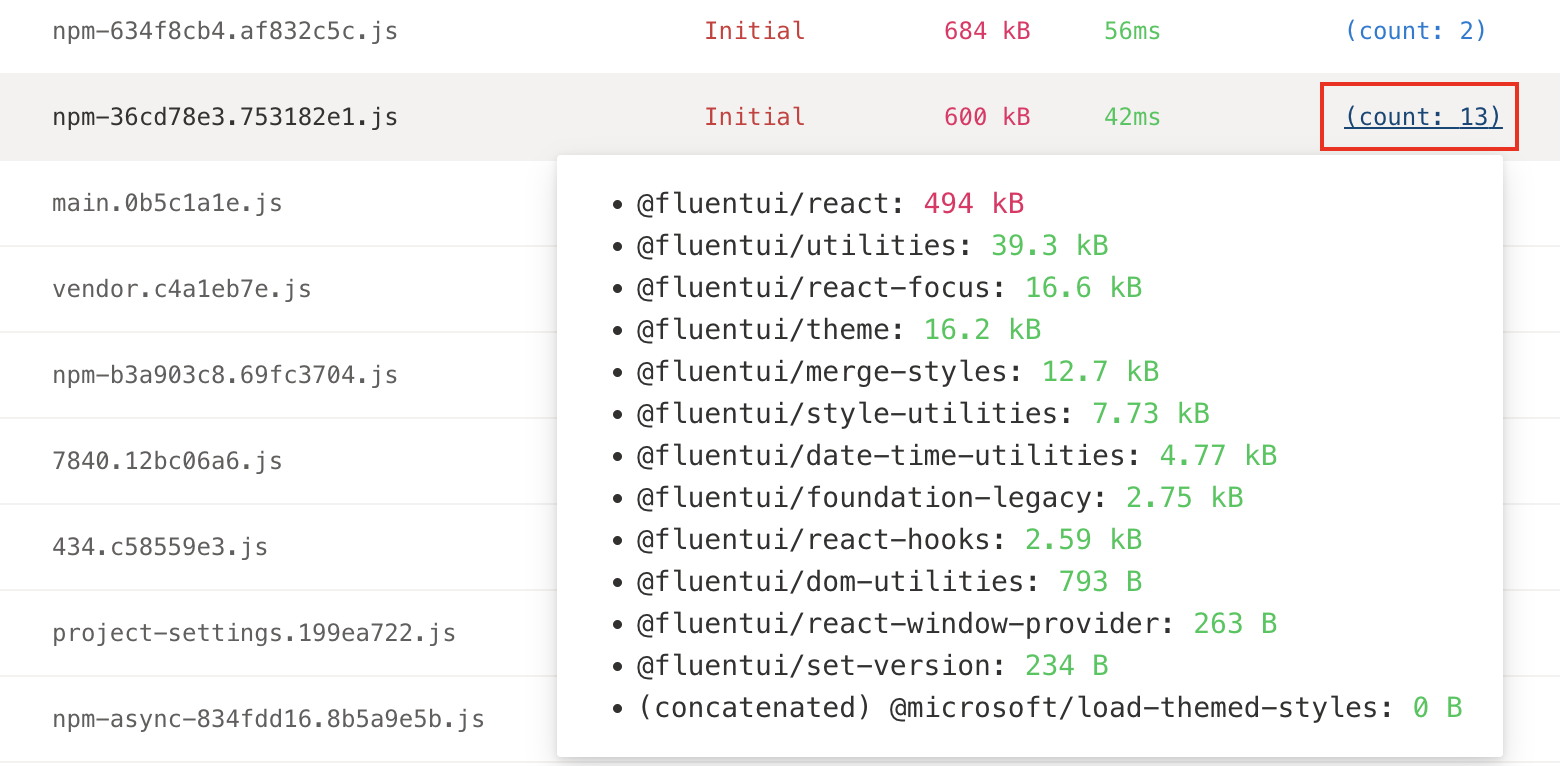 npm-634f8cb4.af832c5c.js Initial 684 kB 56ms (count: 2)
npm-36cd78e3.753182e1.js Initial 600 kB 42ms (count: 13)
main.0b5c1a1e.js
vendor.c4a1eb7e.js
npm-b3a903c8.69fc3704.js
7840.12bc06a6.js
434.c58559e3.js
project-settings.199ea722.js
npm-async-834fdd16.8b5a9e5b.js
• @fluentui/react: 494 kB
• @fluentui/utilities: 39.3 kB
• @fluentui/react-focus: 16.6 kB
• @fluentui/theme: 16.2 kB
• @fluentui/merge-styles: 12.7 kB
• @fluentui/style-utilities: 7.73 kB
• @fluentui/date-time-utilities: 4.77 kB
• @fluentui/foundation-legacy: 2.75 kB
• @fluentui/react-hooks: 2.59 kB
• @fluentui/dom-utilities: 793 B
• @fluentui/react-window-provider: 263 B
• @fluentui/set-version: 234 B
• (concatenated) @microsoft/load-themed-styles: 0 B